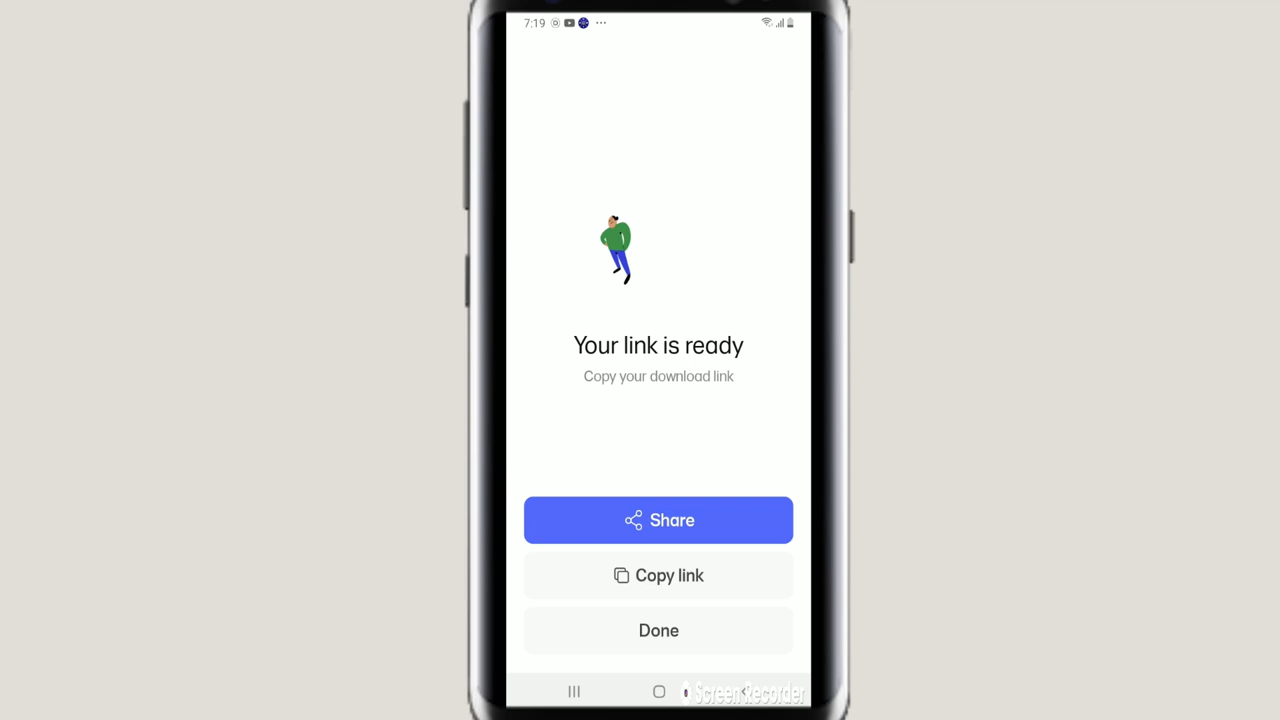 7:19
Your link is ready
Copy your download link
Share
Copy link
Done
Screen Recorder